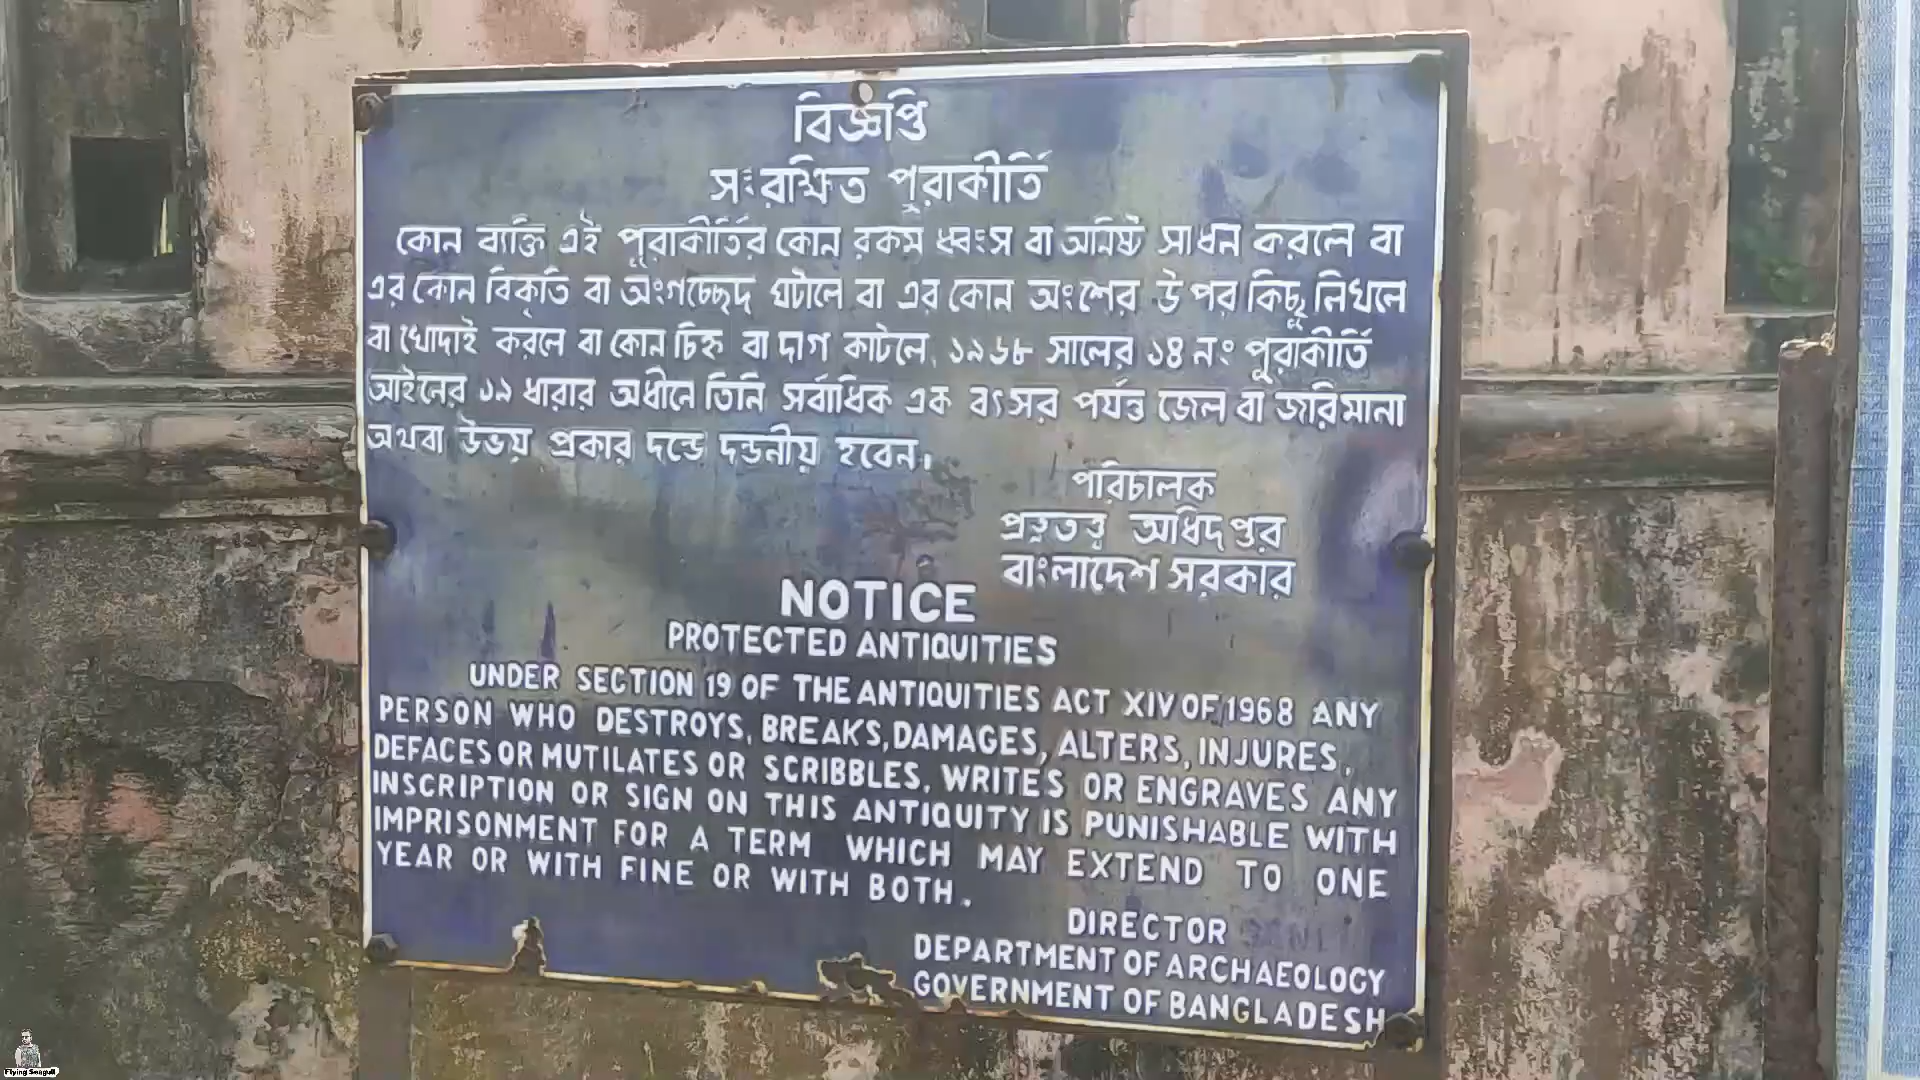 বিজ্ঞপ্তি
সংরক্ষিত পুরাকীর্তি
কোন ব্যক্তি এই পুরাকীর্তির কোন রকম ধ্বংস বা অনিষ্ট সাধন করলে বা
এর কোন বিকৃতি বা অংগচ্ছেদ ঘটালে বা এর কোন অংশের উপর কিছু লিখলে
বা খোদাই করলে বা কোন চিহ্ন বা দাগ কাটলে, ১৯৬৮ সালের ১৪ নং পুরাকীর্তি
আইনের ১৯ ধারার অধীনে তিনি সর্বাধিক এক বৎসর পর্যন্ত জেল বা জরিমানা
অথবা উভয় প্রকার দন্ডে দন্ডনীয় হবেন।
পরিচালক
প্রত্নতত্ত্ব অধিদপ্তর
বাংলাদেশ সরকার
NOTICE
PROTECTED ANTIQUITIES
UNDER SECTION 19 OF THE ANTIQUITIES ACT XIV OF 1968 ANY
PERSON WHO DESTROYS, BREAKS, DAMAGES, ALTERS, INJURES,
DEFACES OR MUTILATES OR SCRIBBLES, WRITES OR ENGRAVES ANY
INSCRIPTION OR SIGN ON THIS ANTIQUITY IS PUNISHABLE WITH
IMPRISONMENT FOR A TERM WHICH MAY EXTEND TO ONE
YEAR OR WITH FINE OR WITH BOTH.
DIRECTOR
DEPARTMENT OF ARCHAEOLOGY
GOVERNMENT OF BANGLADESH
Flying Seagull